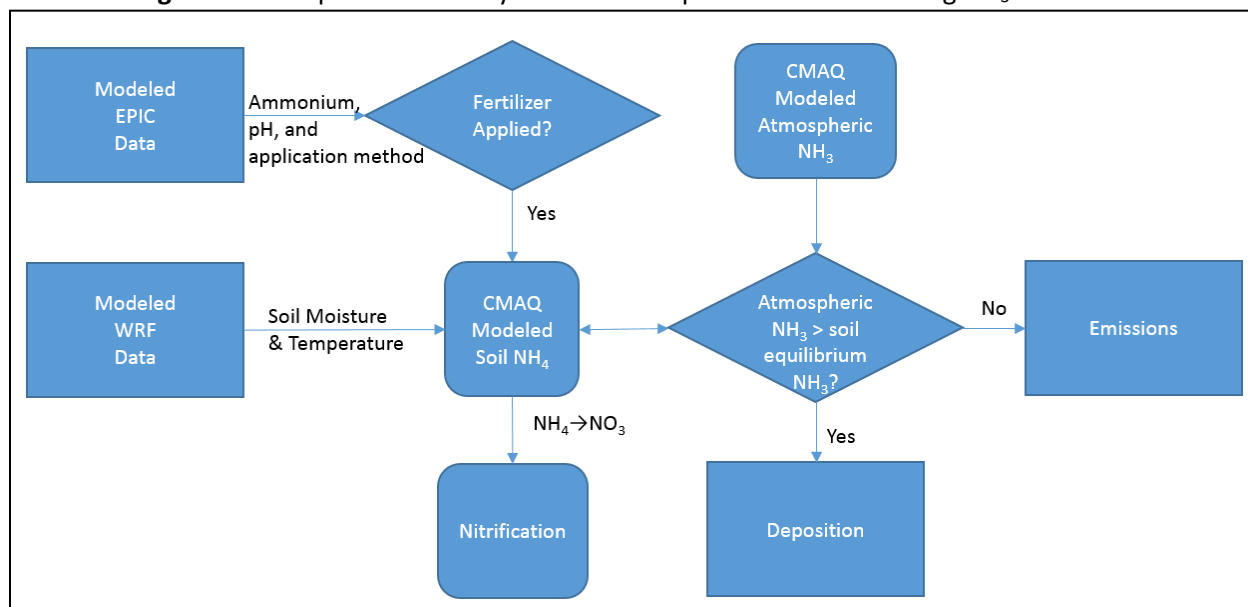 Modeled
EPIC
Data
Ammonium,
pH, and
application method
Fertilizer
Applied?
CMAQ
Modeled
Atmospheric
NH₃
Yes
Modeled
WRF
Data
Soil Moisture
& Temperature
CMAQ
Modeled
Soil NH₄
Atmospheric
NH₃ > soil
equilibrium
NH₃?
No
Emissions
NH₄→NO₃
Yes
Nitrification
Deposition